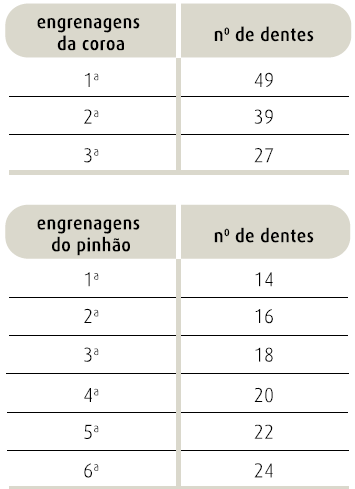 engrenagens
da coroa
nº de dentes
1ª 49
2ª 39
3ª 27
engrenagens
do pinhão
nº de dentes
1ª 14
2ª 16
3ª 18
4ª 20
5ª 22
6ª 24